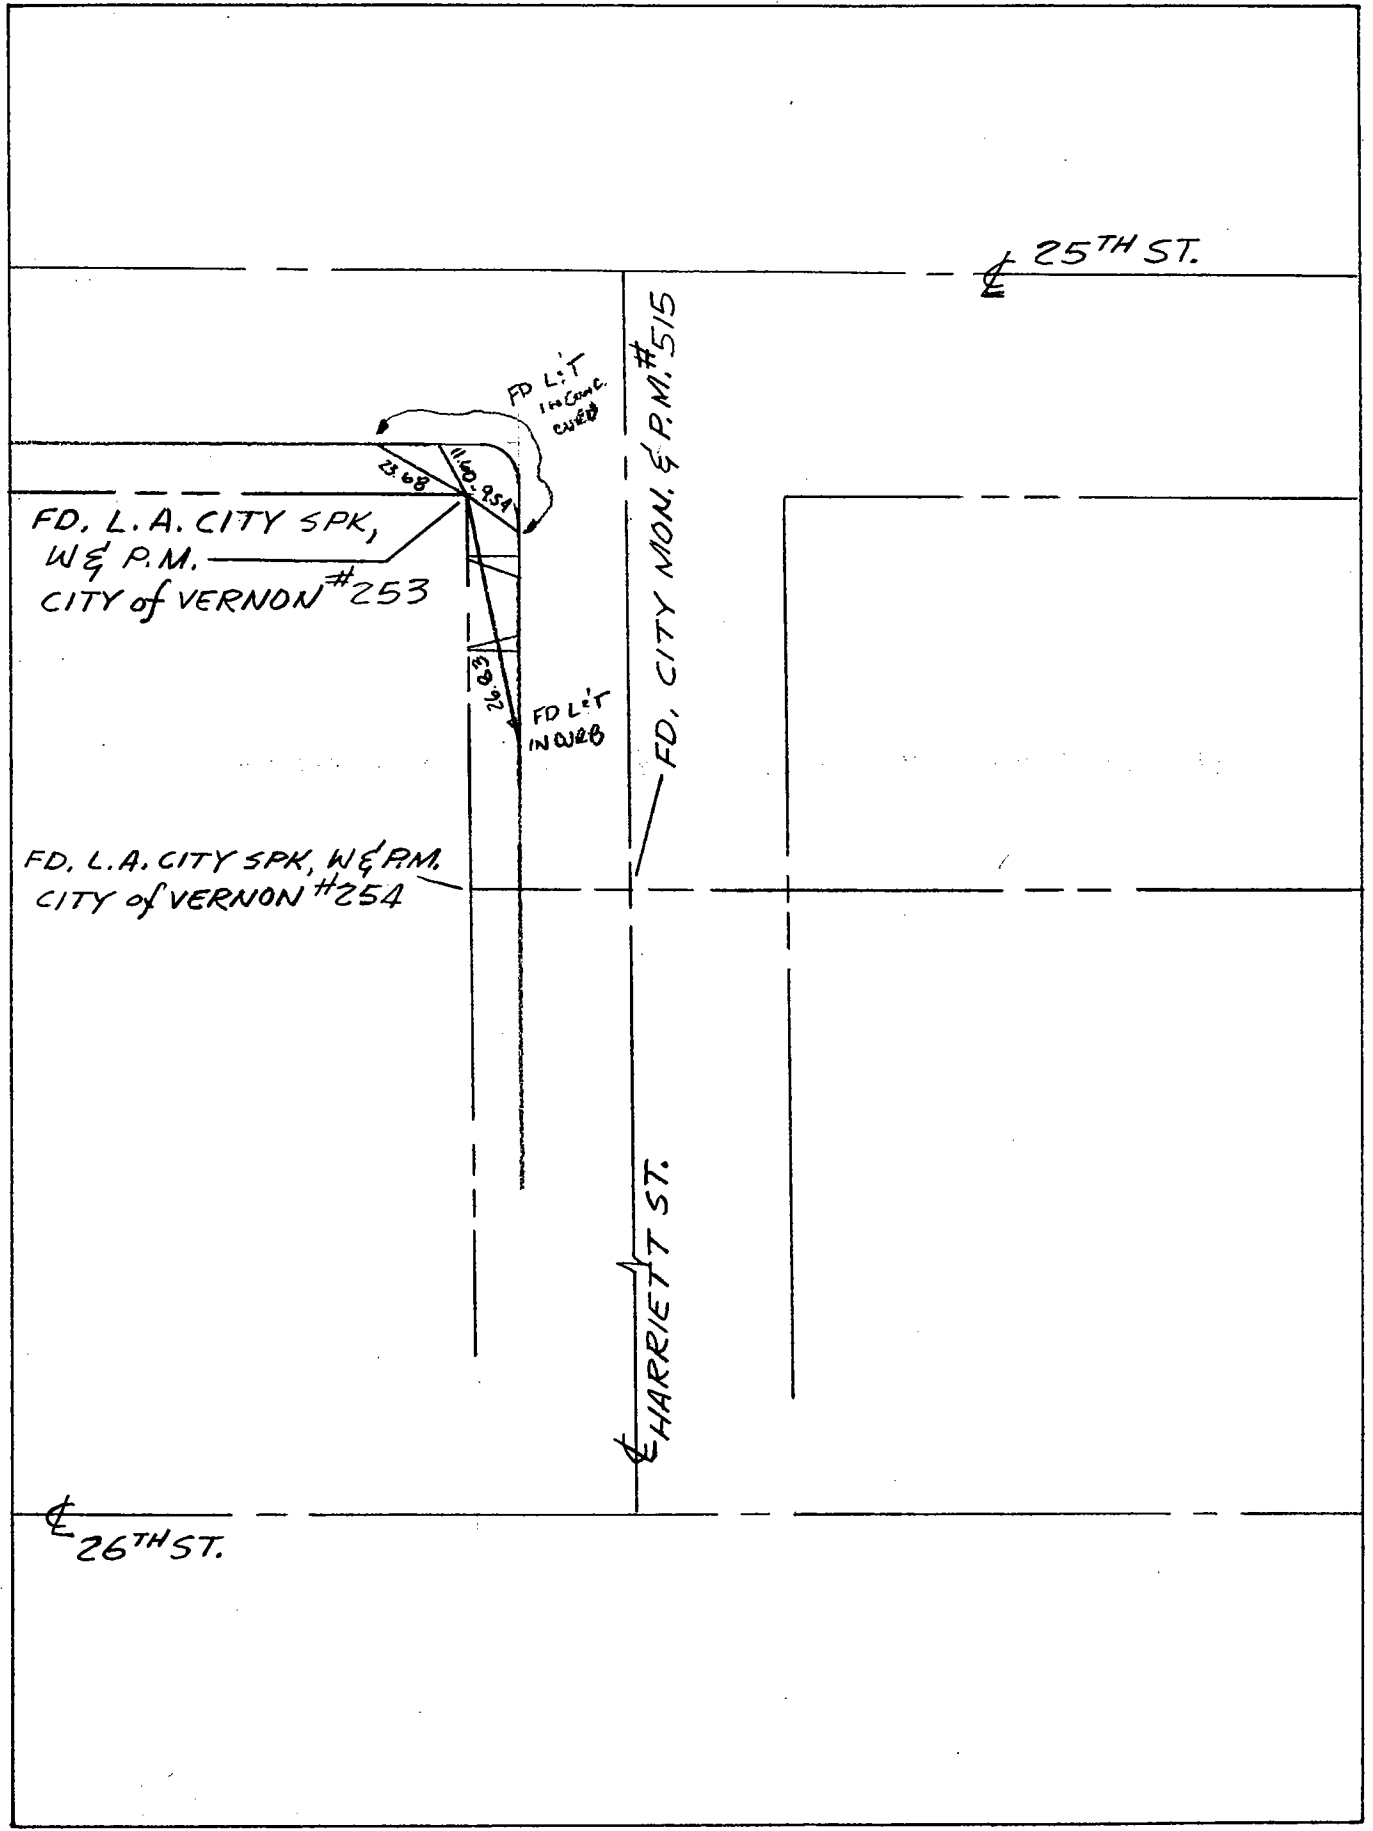 ℄ 25TH ST.
FD L&T
IN CONC.
CURB
FD, CITY MON. & P.M. #515
23.68
11.60
9.54
FD. L. A. CITY SPK,
W & P.M.
CITY of VERNON #253
26.83
FD L&T
IN CURB
FD. L.A. CITY SPK, W & P.M.
CITY of VERNON #254
℄ HARRIET ST.
℄
26TH ST.